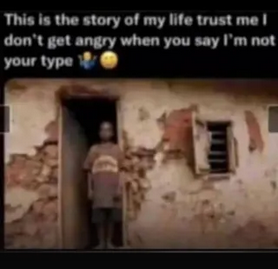 This is the story of my life trust me I
don't get angry when you say I'm not
your type 🤷‍♂️😊